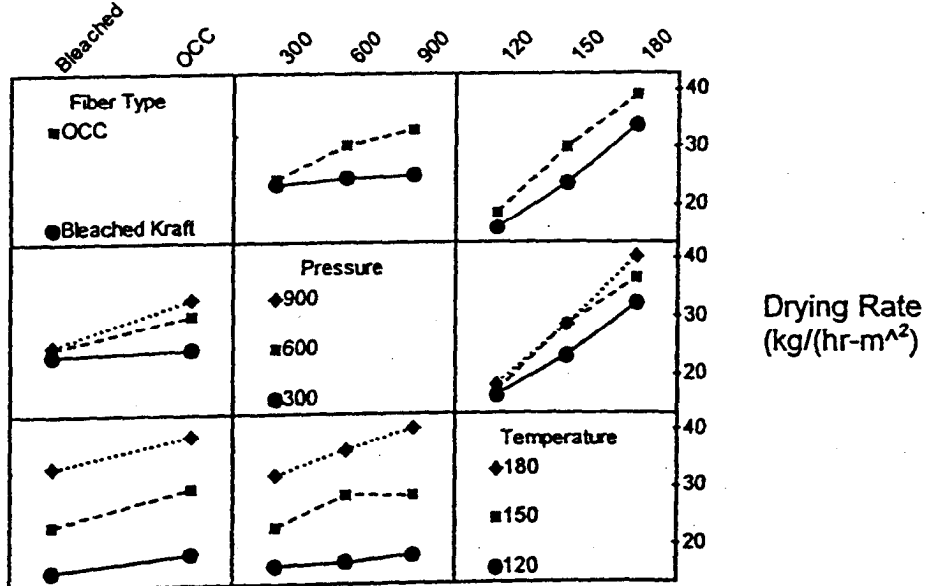 Bleached OCC 300 600 900 120 150 180
Fiber Type
OCC
Bleached Kraft
40
30
20
Pressure
900
600
300
40
30
20
Drying Rate
(kg/(hr-m^2)
Temperature
180
150
120
40
30
20